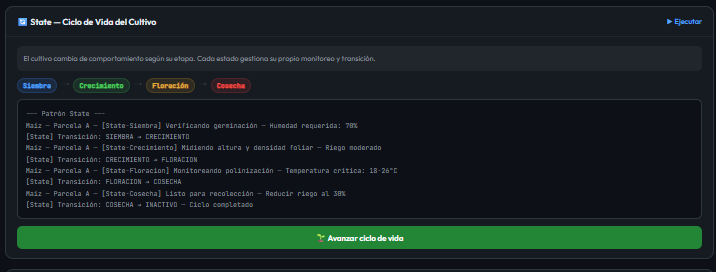 State — Ciclo de Vida del Cultivo
▶ Ejecutar
El cultivo cambia de comportamiento según su etapa. Cada estado gestiona su propio monitoreo y transición.
Siembra → Crecimiento → Floración → Cosecha
--- Patrón State ---
Maíz — Parcela A — [State-Siembra] Verificando germinación — Humedad requerida: 70%
[State] Transición: SIEMBRA → CRECIMIENTO
Maíz — Parcela A — [State-Crecimiento] Midiendo altura y densidad foliar — Riego moderado
[State] Transición: CRECIMIENTO → FLORACION
Maíz — Parcela A — [State-Floracion] Monitoreando polinización — Temperatura crítica: 18-26°C
[State] Transición: FLORACION → COSECHA
Maíz — Parcela A — [State-Cosecha] Listo para recolección — Reducir riego al 30%
[State] Transición: COSECHA → INACTIVO — Ciclo completado
Avanzar ciclo de vida